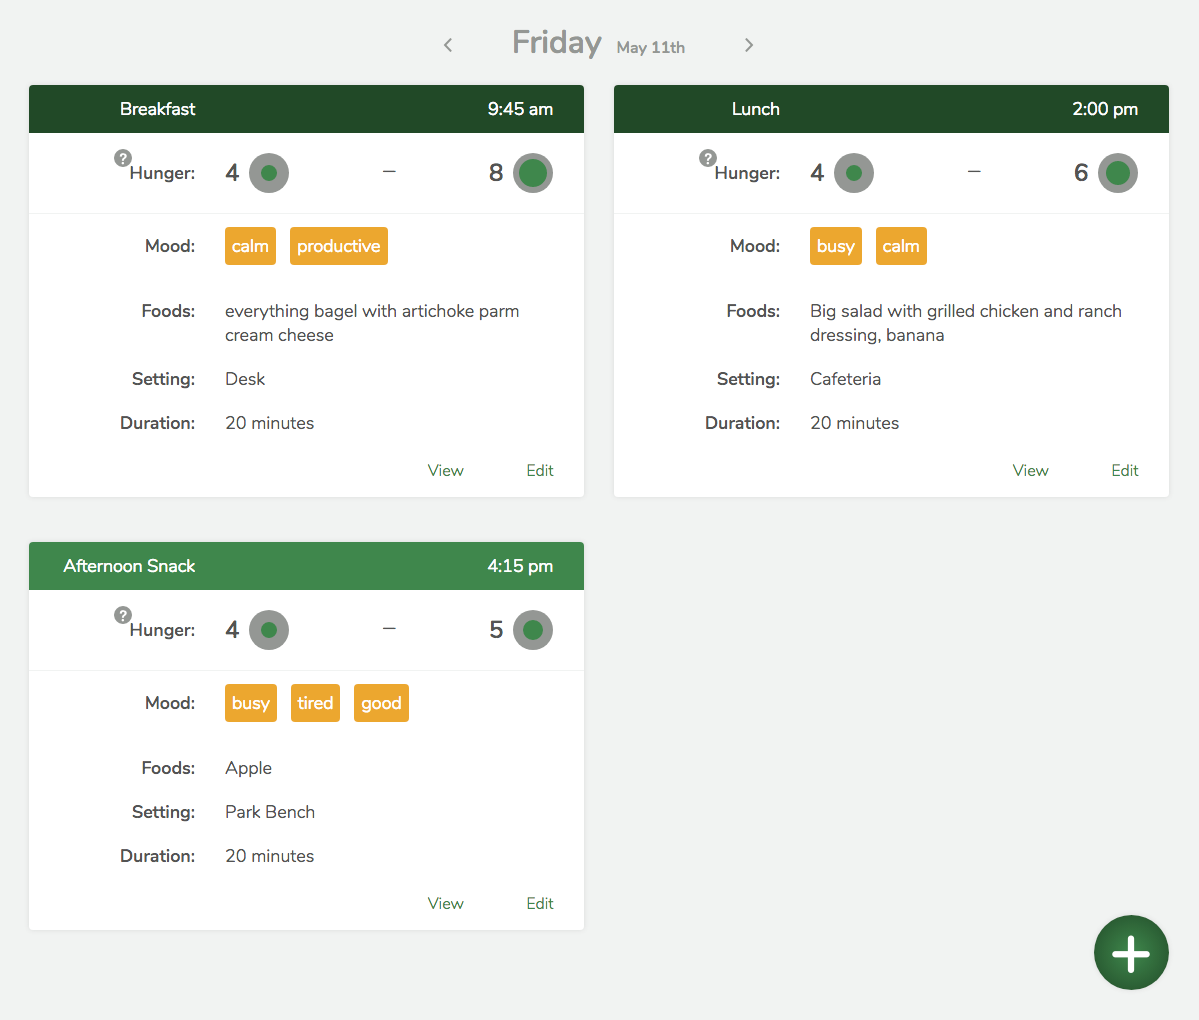 Friday May 11th
Breakfast 9:45 am
? Hunger: 4 – 8
Mood: calm productive
Foods: everything bagel with artichoke parm
cream cheese
Setting: Desk
Duration: 20 minutes
View Edit
Lunch 2:00 pm
? Hunger: 4 – 6
Mood: busy calm
Foods: Big salad with grilled chicken and ranch
dressing, banana
Setting: Cafeteria
Duration: 20 minutes
View Edit
Afternoon Snack 4:15 pm
? Hunger: 4 – 5
Mood: busy tired good
Foods: Apple
Setting: Park Bench
Duration: 20 minutes
View Edit